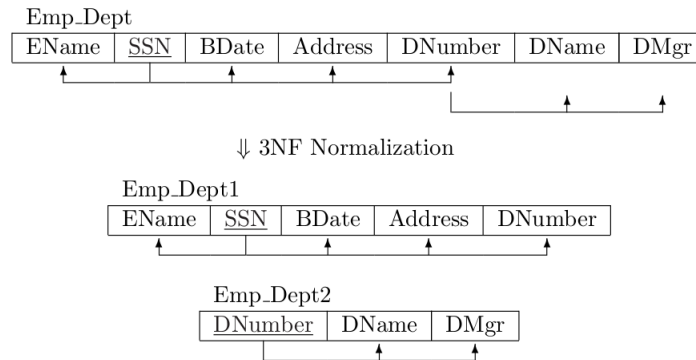 Emp_Dept
EName SSN BDate Address DNumber DName DMgr
⇓ 3NF Normalization
Emp_Dept1
EName SSN BDate Address DNumber
Emp_Dept2
DNumber DName DMgr